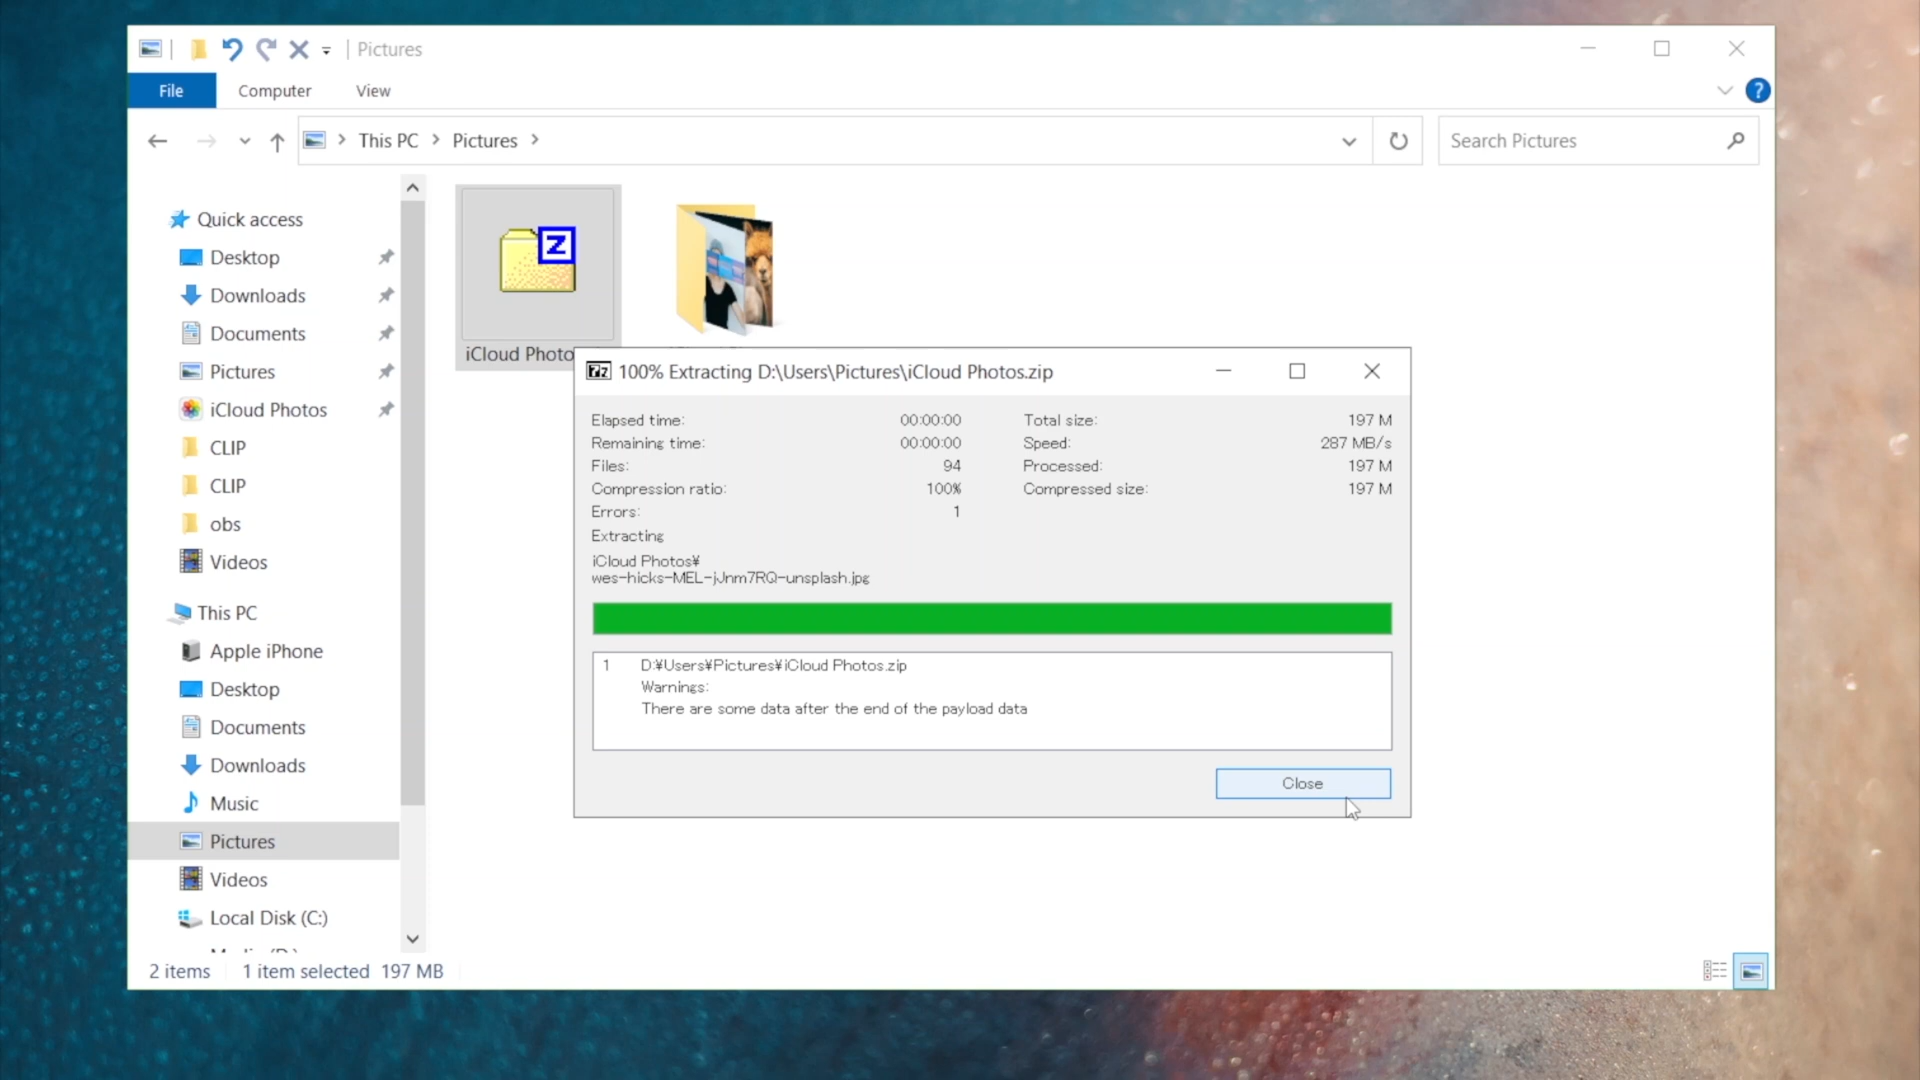 Pictures
File Computer View
This PC Pictures
Search Pictures
Quick access
Desktop
Downloads
Documents
Pictures
iCloud Photos
CLIP
CLIP
obs
Videos
This PC
Apple iPhone
Desktop
Documents
Downloads
Music
Pictures
Videos
Local Disk (C:)
2 items 1 item selected 197 MB
Z
iCloud Photo
7z 100% Extracting D:\Users\Pictures\iCloud Photos.zip
Elapsed time: 00:00:00 Total size: 197 M
Remaining time: 00:00:00 Speed: 287 MB/s
Files: 94 Processed: 197 M
Compression ratio: 100% Compressed size: 197 M
Errors: 1
Extracting
iCloud Photos¥
wes-hicks-MEL-jJnm7RQ-unsplash.jpg
1 D:¥Users¥Pictures¥iCloud Photos.zip
Warnings:
There are some data after the end of the payload data
Close